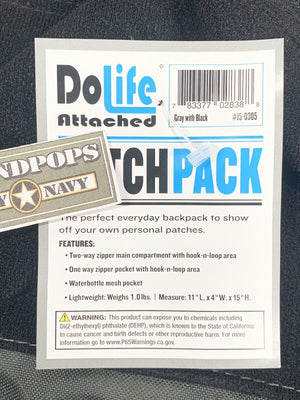 DoLife
Attached
7 83377 02838 8
Gray with Black #15-0305
NDPOPS
Y NAVY
TCHPACK
The perfect everyday backpack to show
off your own personal patches.
FEATURES:
• Two-way zipper main compartment with hook-n-loop area
• One way zipper pocket with hook-n-loop area
• Waterbottle mesh pocket
• Lightweight: Weighs 1.0 lbs. | Measure: 11" L. x 4" W. x 15" H.
WARNING: This product can expose you to chemicals including
Di(2-ethylhexyl) phthalate (DEHP), which is known to the State of California
to cause cancer and birth defects or other reproductive harm. For more
information go to www.P65Warnings.ca.gov.